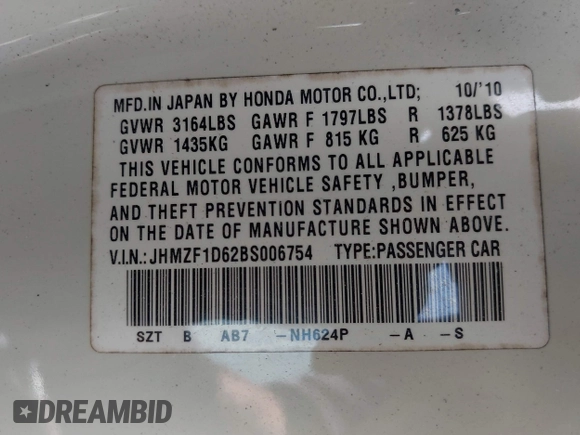 MFD.IN JAPAN BY HONDA MOTOR CO.,LTD; 10/'10
GVWR 3164LBS GAWR F 1797LBS R 1378LBS
GVWR 1435KG GAWR F 815 KG R 625 KG
THIS VEHICLE CONFORMS TO ALL APPLICABLE
FEDERAL MOTOR VEHICLE SAFETY ,BUMPER,
AND THEFT PREVENTION STANDARDS IN EFFECT
ON THE DATE OF MANUFACTURE SHOWN ABOVE.
V.I.N.:JHMZF1D62BS006754 TYPE:PASSENGER CAR
SZT B AB7 -NH624P -A -S
DREAMBID